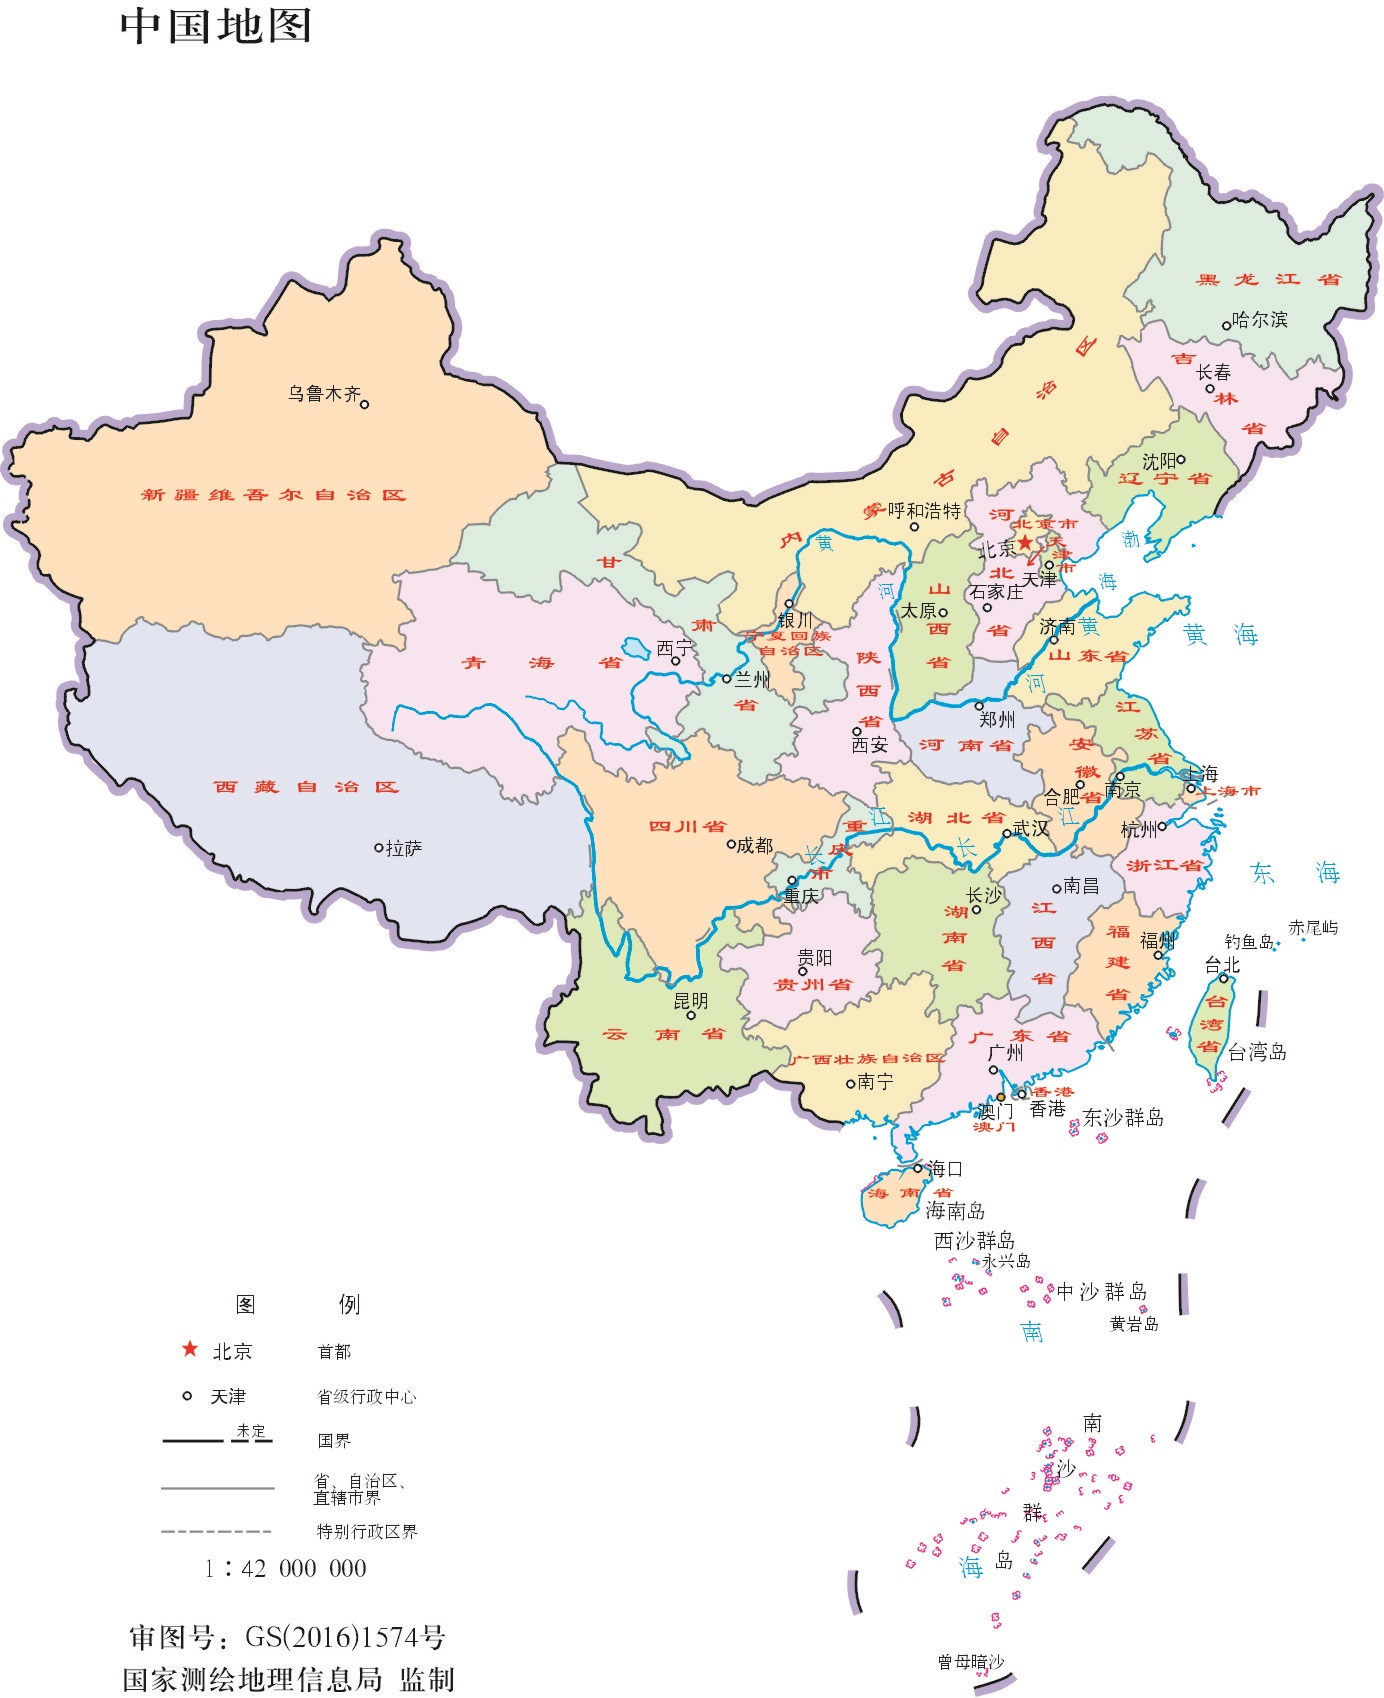 中国地图
黑龙江省
哈尔滨
吉林省
长春
内蒙古自治区
乌鲁木齐
新疆维吾尔自治区
沈阳
辽宁省
呼和浩特
河北省
北京市
北京
天津市
天津
渤海
黄河
甘肃省
山西省
太原
石家庄
银川
宁夏回族
自治区
济南
黄河
山东省
黄海
青海省
西宁
兰州
陕西省
西安
郑州
河南省
江苏省
安徽省
合肥
南京
上海
上海市
西藏自治区
拉萨
四川省
成都
重庆市
重庆
长江
湖北省
武汉
长江
杭州
浙江省
东海
南昌
江西省
长沙
湖南省
福建省
福州
钓鱼岛
赤尾屿
台北
台湾省
台湾岛
贵阳
贵州省
昆明
云南省
广西壮族自治区
南宁
广东省
广州
香港
香港
澳门
澳门
东沙群岛
海口
海南省
海南岛
西沙群岛
永兴岛
中沙群岛
黄岩岛
南海
南沙群岛
曾母暗沙
图例
北京 首都
天津 省级行政中心
未定
国界
省、自治区、
直辖市界
特别行政区界
1：42 000 000
审图号：GS(2016)1574号
国家测绘地理信息局 监制